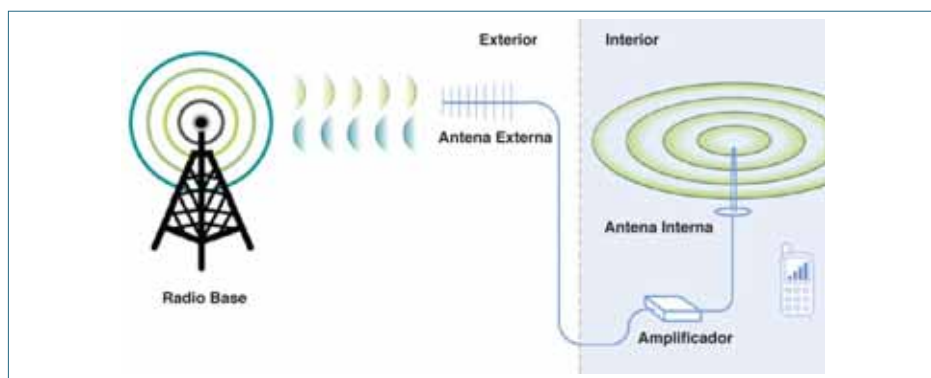 Exterior
Interior
Antena Externa
Antena Interna
Radio Base
Amplificador